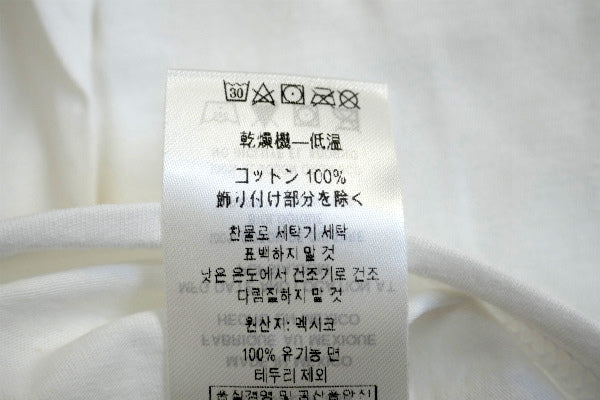 30
乾燥機—低温
コットン 100%
飾り付け部分を除く
찬물로 세탁기 세탁
표백하지 말 것
낮은 온도에서 건조기로 건조
다림질하지 말 것
원산지: 멕시코
100% 유기농 면
테두리 제외